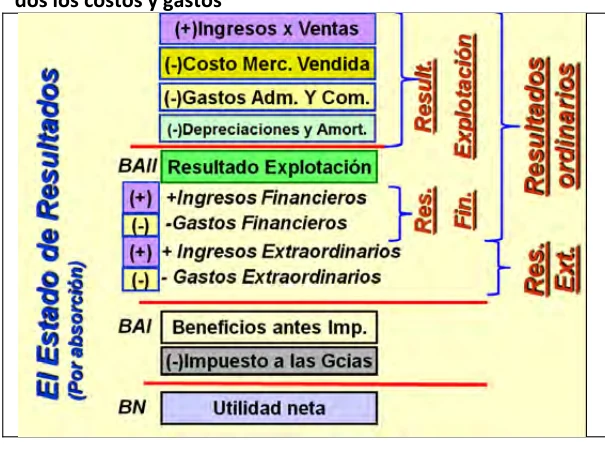 dos los costos y gastos
El Estado de Resultados
(Por absorción)
(+)Ingresos x Ventas
(-)Costo Merc. Vendida
(-)Gastos Adm. Y Com.
(-)Depreciaciones y Amort.
Result.
Explotación
Resultados
ordinarios
BAII Resultado Explotación
(+) +Ingresos Financieros
(-) -Gastos Financieros
Res.
Fin.
(+) + Ingresos Extraordinarios
(-) - Gastos Extraordinarios
Res.
Ext.
BAI Beneficios antes Imp.
(-)Impuesto a las Gcias
BN Utilidad neta